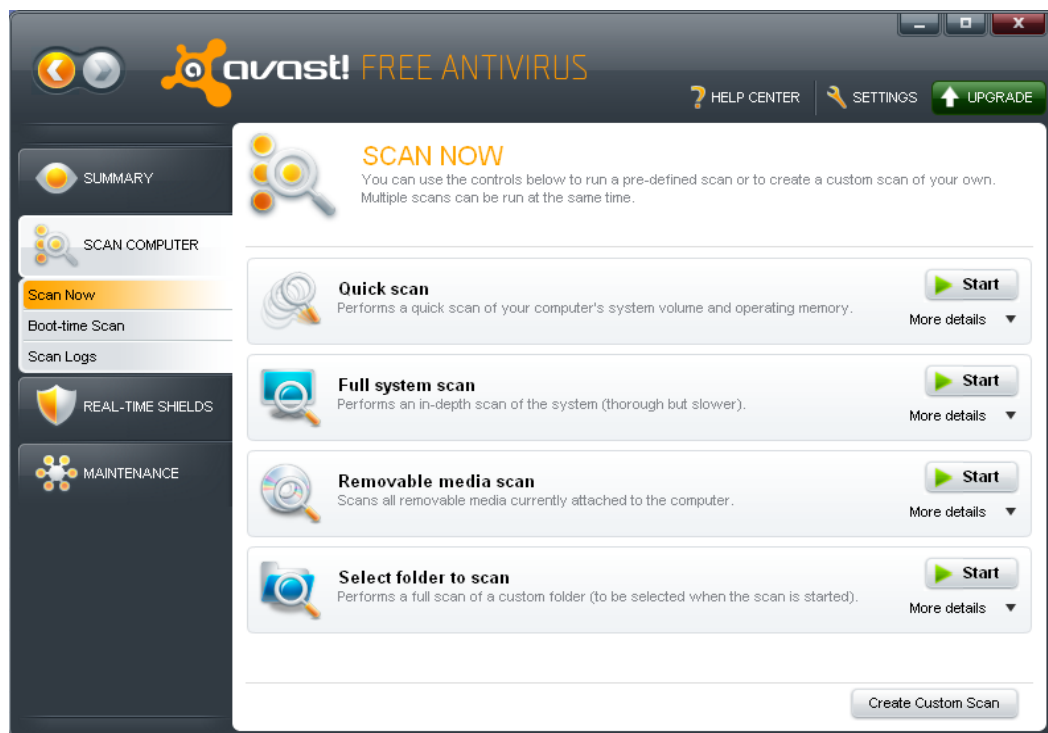 avast! FREE ANTIVIRUS
HELP CENTER
SETTINGS
UPGRADE
SUMMARY
SCAN COMPUTER
Scan Now
Boot-time Scan
Scan Logs
REAL-TIME SHIELDS
MAINTENANCE
SCAN NOW
You can use the controls below to run a pre-defined scan or to create a custom scan of your own.
Multiple scans can be run at the same time.
Quick scan
Performs a quick scan of your computer's system volume and operating memory.
Start
More details
Full system scan
Performs an in-depth scan of the system (thorough but slower).
Start
More details
Removable media scan
Scans all removable media currently attached to the computer.
Start
More details
Select folder to scan
Performs a full scan of a custom folder (to be selected when the scan is started).
Start
More details
Create Custom Scan